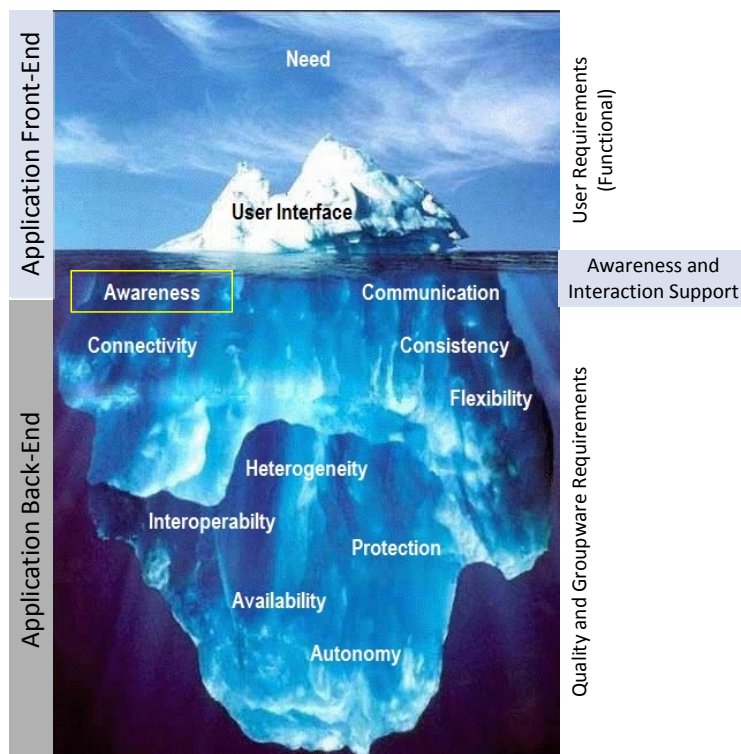 Application Front-End
Need
User Interface
User Requirements
(Functional)
Awareness and
Interaction Support
Awareness
Communication
Connectivity
Consistency
Flexibility
Heterogeneity
Interoperabilty
Protection
Availability
Autonomy
Application Back-End
Quality and Groupware Requirements